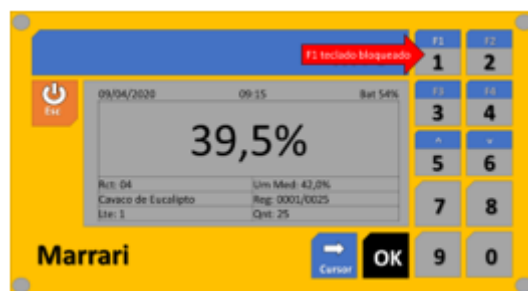 F1 teclado bloqueado
F1
1
F2
2
Esc
09/04/2020 09:15 Bat 54%
39,5%
F3
3
F4
4
Rct: 04 Um Med: 42,0%
Cavaco de Eucalipto Reg: 0001/0025
Lte: 1 Qnt: 25
^
5
v
6
7
8
Marrari
Cursor
OK
9
0